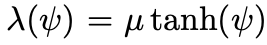 λ(ψ) = μ tanh(ψ)